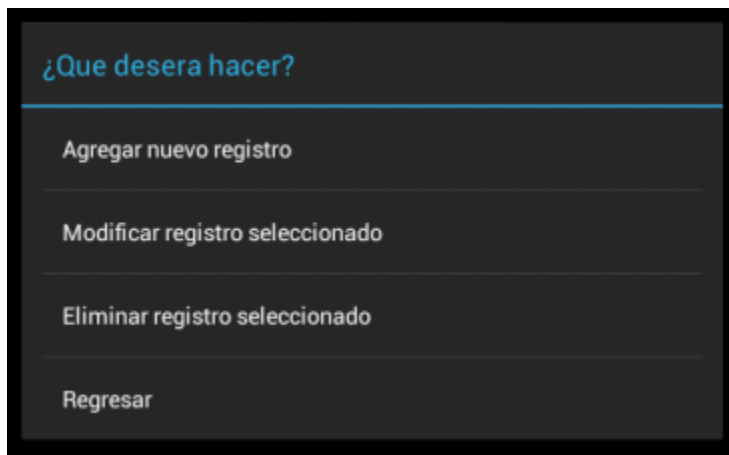 ¿Que desera hacer?
Agregar nuevo registro
Modificar registro seleccionado
Eliminar registro seleccionado
Regresar